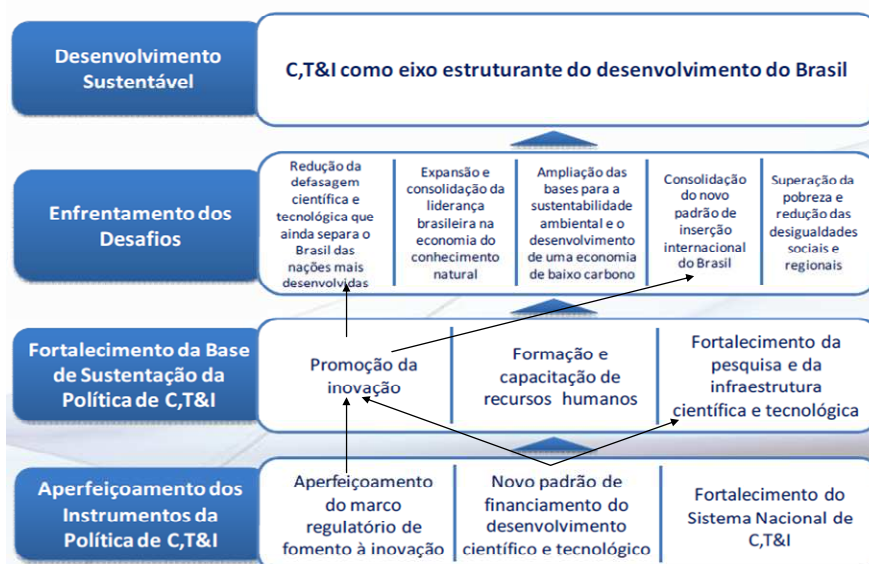 Desenvolvimento
Sustentável
C,T&I como eixo estruturante do desenvolvimento do Brasil
Enfrentamento dos
Desafios
Redução da
defasagem
científica e
tecnológica que
ainda separa o
Brasil das
nações mais
desenvolvidas
Expansão e
consolidação da
liderança
brasileira na
economia do
conhecimento
natural
Ampliação das
bases para a
sustentabilidade
ambiental e o
desenvolvimento
de uma economia
de baixo carbono
Consolidação
do novo
padrão de
inserção
internacional
do Brasil
Superação da
pobreza e
redução das
desigualdades
sociais e
regionais
Fortalecimento da Base
de Sustentação da
Política de C,T&I
Promoção da
inovação
Formação e
capacitação de
recursos humanos
Fortalecimento da
pesquisa e da
infraestrutura
científica e tecnológica
Aperfeiçoamento dos
Instrumentos da
Política de C,T&I
Aperfeiçoamento
do marco
regulatório de
fomento à inovação
Novo padrão de
financiamento do
desenvolvimento
científico e tecnológico
Fortalecimento do
Sistema Nacional de
C,T&I